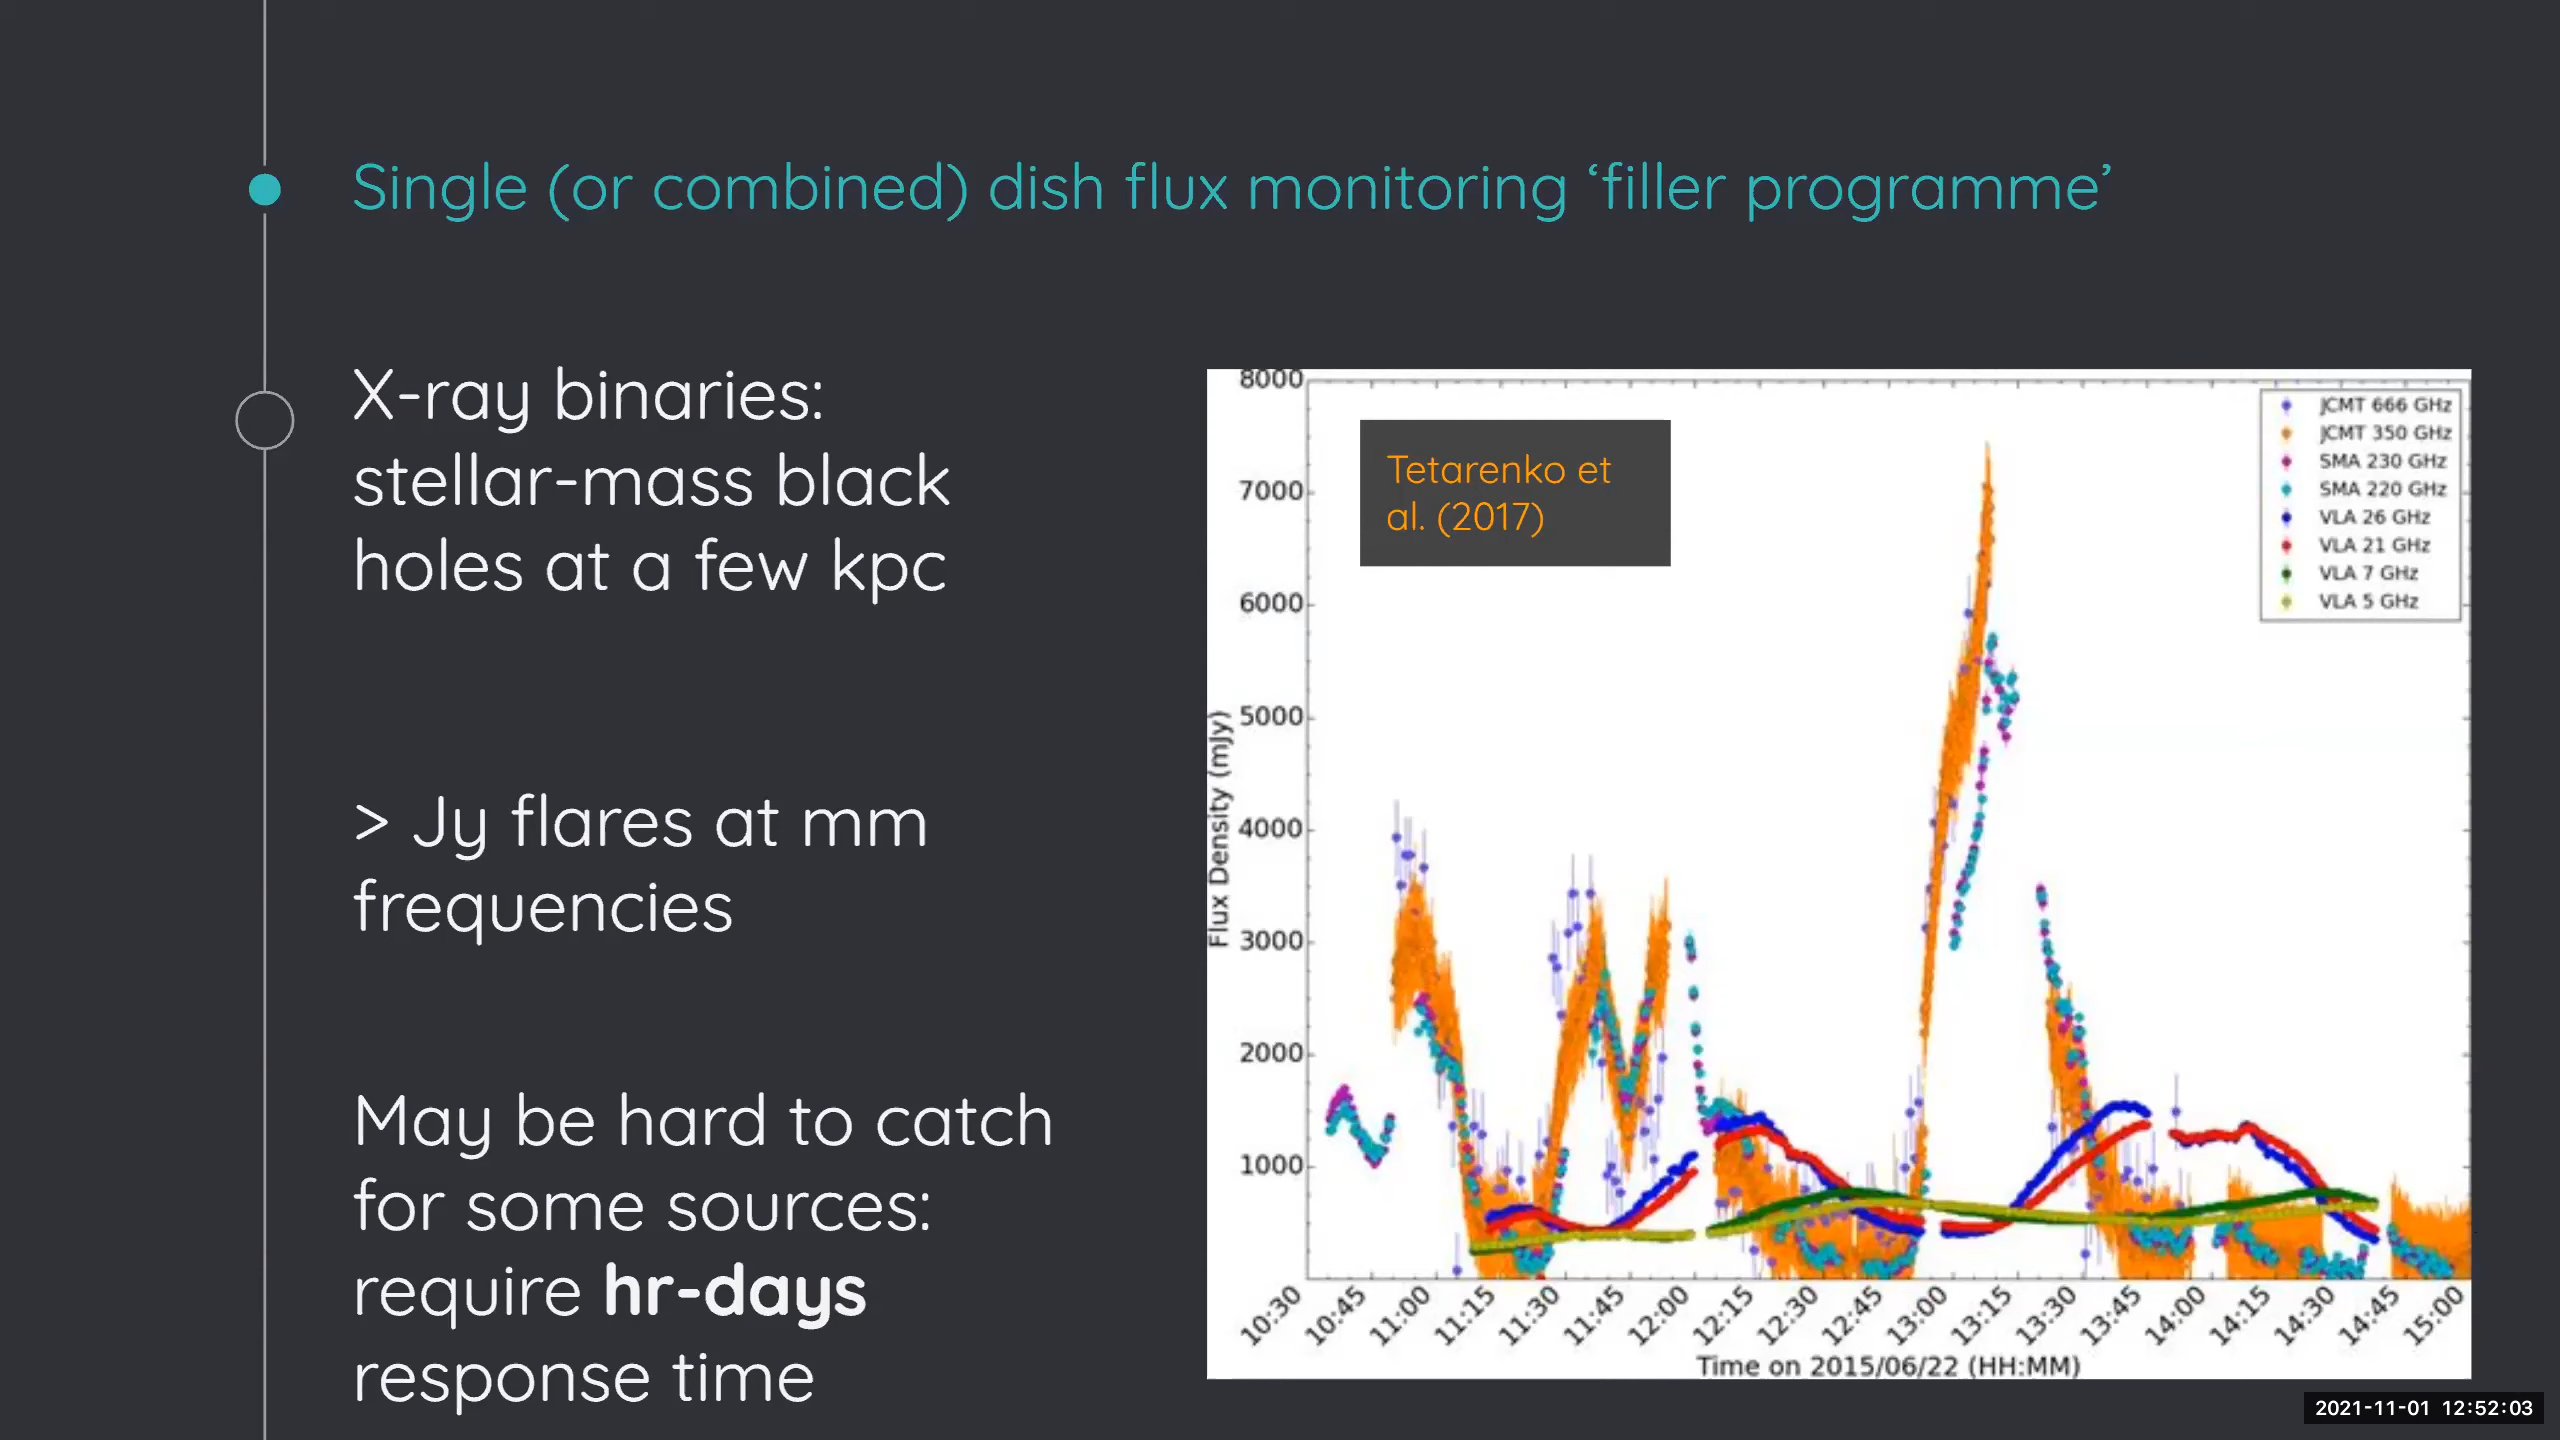 Single (or combined) dish flux monitoring ‘filler programme’
X-ray binaries:
stellar-mass black
holes at a few kpc
> Jy flares at mm
frequencies
May be hard to catch
for some sources:
require hr-days
response time
Tetarenko et
al. (2017)
8000
7000
6000
5000
4000
3000
2000
1000
Flux Density (mJy)
JCMT 666 GHz
JCMT 350 GHz
SMA 230 GHz
SMA 220 GHz
VLA 26 GHz
VLA 21 GHz
VLA 7 GHz
VLA 5 GHz
10:30 10:45 11:00 11:15 11:30 11:45 12:00 12:15 12:30 12:45 13:00 13:15 13:30 13:45 14:00 14:15 14:30 14:45 15:00
Time on 2015/06/22 (HH:MM)
2021-11-01 12:52:03